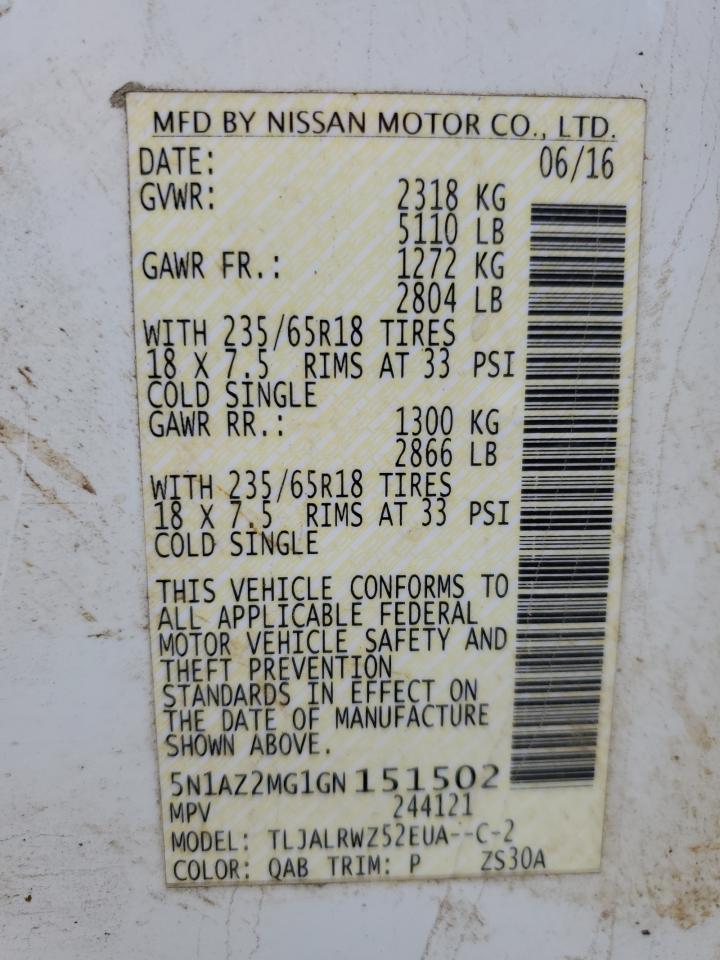 MFD BY NISSAN MOTOR CO., LTD.
DATE: 06/16
GVWR: 2318 KG
5110 LB
GAWR FR.: 1272 KG
2804 LB
WITH 235/65R18 TIRES
18 X 7.5 RIMS AT 33 PSI
COLD SINGLE
GAWR RR.: 1300 KG
2866 LB
WITH 235/65R18 TIRES
18 X 7.5 RIMS AT 33 PSI
COLD SINGLE
THIS VEHICLE CONFORMS TO
ALL APPLICABLE FEDERAL
MOTOR VEHICLE SAFETY AND
THEFT PREVENTION
STANDARDS IN EFFECT ON
THE DATE OF MANUFACTURE
SHOWN ABOVE.
5N1AZ2MG1GN151502
MPV 244121
MODEL: TLJALRWZ52EUA--C-2
COLOR: QAB TRIM: P ZS30A